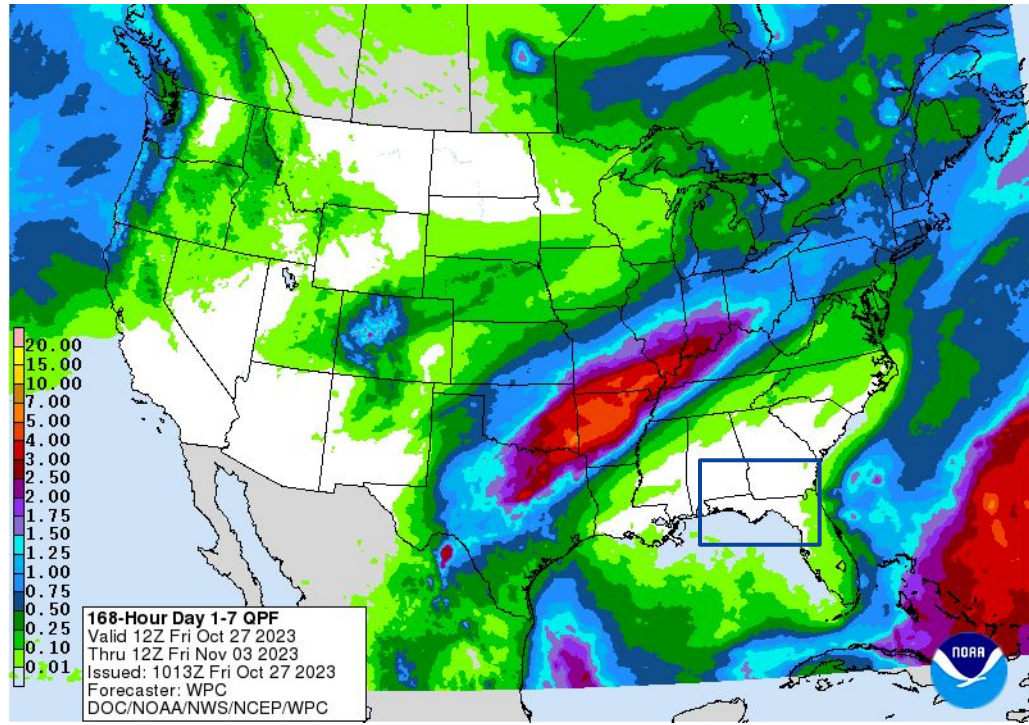 20.00
15.00
10.00
7.00
5.00
4.00
3.00
2.50
2.00
1.75
1.50
1.25
1.00
0.75
0.50
0.25
0.10
0.01
168-Hour Day 1-7 QPF
Valid 12Z Fri Oct 27 2023
Thru 12Z Fri Nov 03 2023
Issued: 1013Z Fri Oct 27 2023
Forecaster: WPC
DOC/NOAA/NWS/NCEP/WPC
NOAA